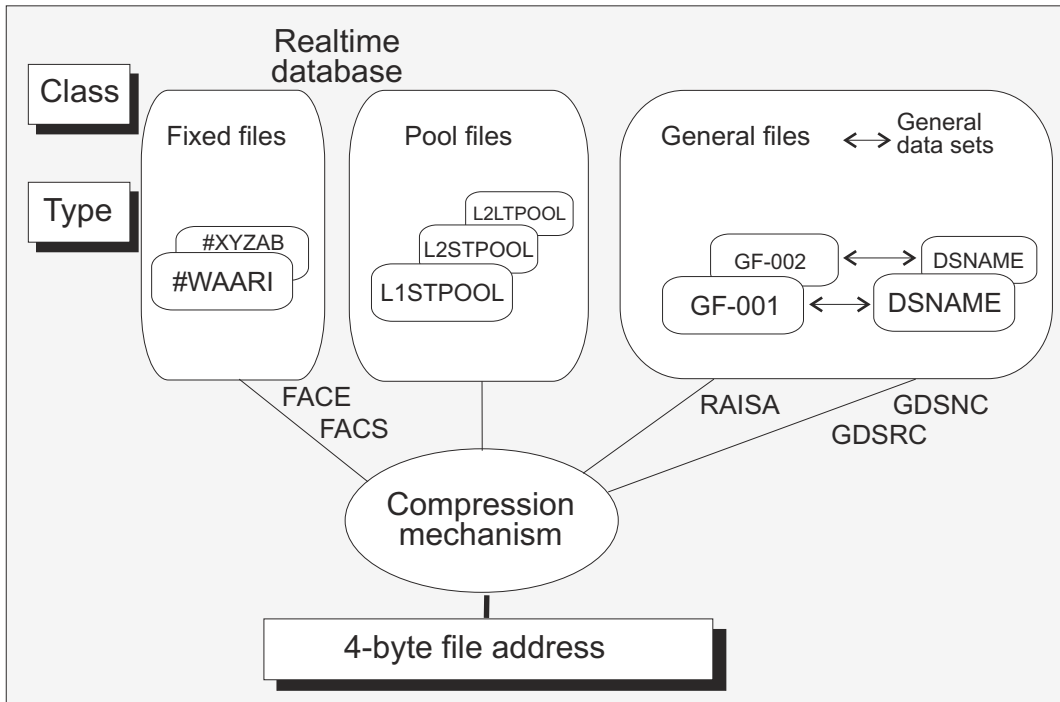 Realtime
database
Class
Fixed files
Pool files
General files
General
data sets
Type
#XYZAB
#WAARI
L2LTPOOL
L2STPOOL
L1STPOOL
GF-002
DSNAME
GF-001
DSNAME
FACE
FACS
RAISA
GDSNC
GDSRC
Compression
mechanism
4-byte file address